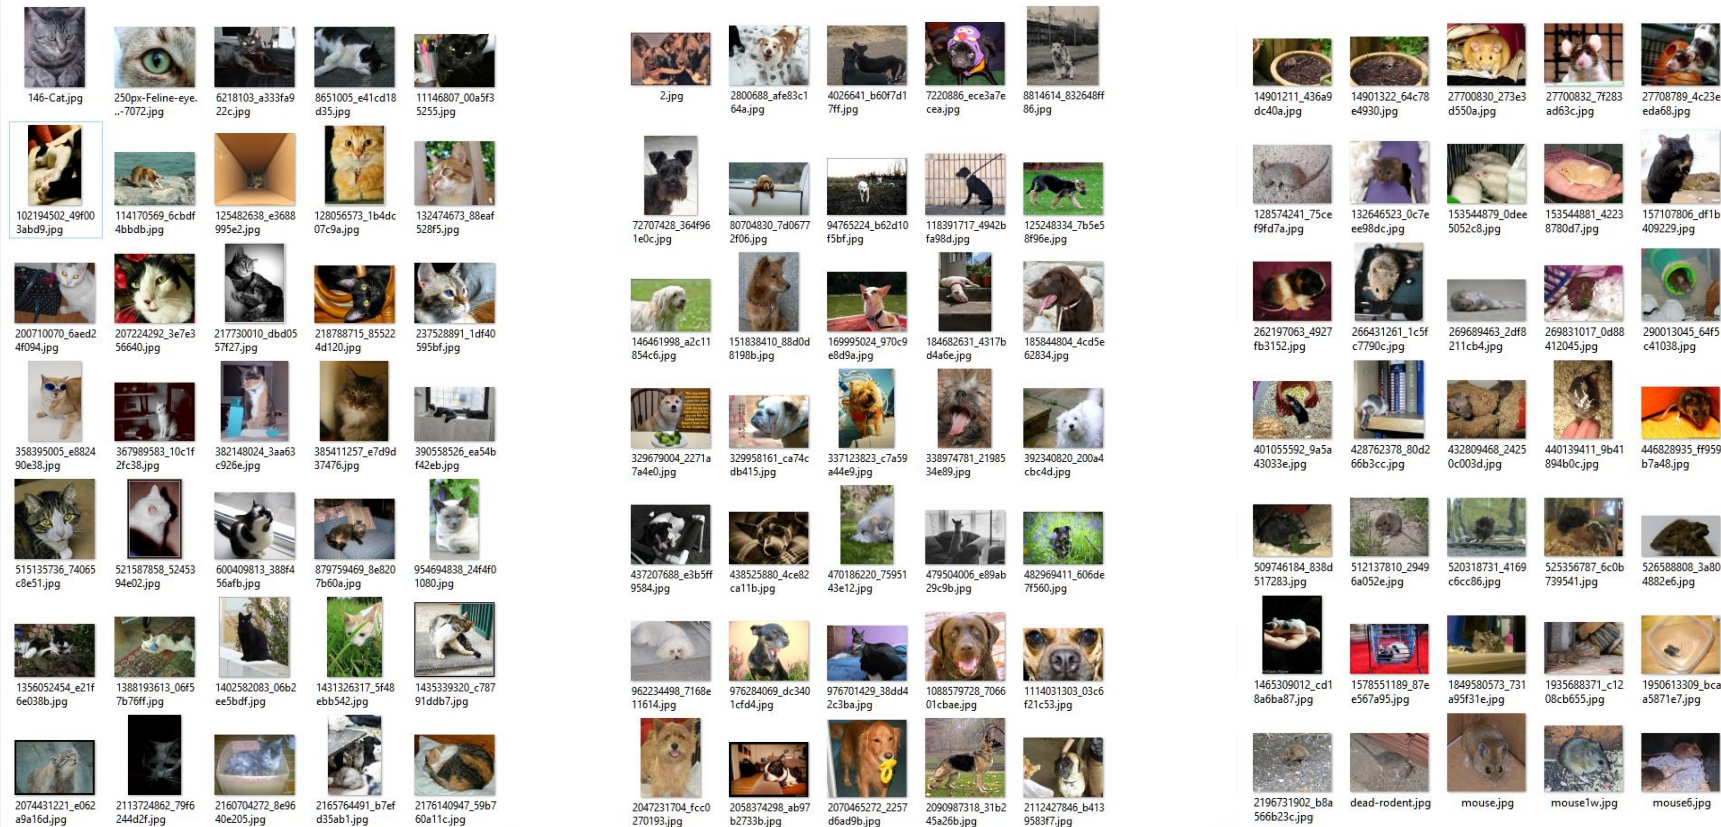 146-Cat.jpg
250px-Feline-eye.
..-7072.jpg
6218103_a333fa9
22c.jpg
8651005_e41cd18
d35.jpg
11146807_00a5f3
5255.jpg
2.jpg
2800688_afe83c1
64a.jpg
4026641_b60f7d1
7ff.jpg
7220886_ece3a7e
cea.jpg
8814614_832648ff
86.jpg
14901211_436a9
dc40a.jpg
14901322_64c78
e4930.jpg
27700830_273e3
d550a.jpg
27700832_7f283
ad63c.jpg
27708789_4c23e
eda68.jpg
102194502_49f00
3abd9.jpg
114170569_6cbdf
4bbdb.jpg
125482638_e3688
995e2.jpg
128056573_1b4dc
07c9a.jpg
132474673_88eaf
528f5.jpg
72707428_364f96
1e0c.jpg
80704830_7d0677
2f06.jpg
94765224_b62d10
f5bf.jpg
118391717_4942b
fa98d.jpg
125248334_7b5e5
8f96e.jpg
128574241_75ce
f9fd7a.jpg
132646523_0c7e
ee98dc.jpg
153544879_0dee
5052c8.jpg
153544881_4223
8780d7.jpg
157107806_df1b
409229.jpg
200710070_6aed2
4f094.jpg
207224292_3e7e3
56640.jpg
217730010_dbd05
57f27.jpg
218788715_85522
4d120.jpg
237528891_1df40
595bf.jpg
146461998_a2c11
854c6.jpg
151838410_88d0d
8198b.jpg
169995024_970c9
e8d9a.jpg
184682631_4317b
d4a6e.jpg
185844804_4cd5e
62834.jpg
262197063_4927
fb3152.jpg
266431261_1c5f
c7790c.jpg
269689463_2df8
211cb4.jpg
269831017_0d88
412045.jpg
290013045_64f5
c41038.jpg
358395005_e8824
90e38.jpg
367989583_10c1f
2fc38.jpg
382148024_3aa63
c926e.jpg
385411257_e7d9d
37476.jpg
390558526_ea54b
f42eb.jpg
329679004_2271a
7a4e0.jpg
329958161_ca74c
db415.jpg
337123823_c7a59
a44e9.jpg
338974781_21985
34e89.jpg
392340820_200a4
cbc4d.jpg
401055592_9a5a
43033e.jpg
428762378_80d2
66b3cc.jpg
432809468_2425
0c003d.jpg
440139411_9b41
894b0c.jpg
446828935_ff959
b7a48.jpg
515135736_74065
c8e51.jpg
521587858_52453
94e02.jpg
600409813_388f4
56afb.jpg
879759469_8e820
7b60a.jpg
954694838_24f4f0
1080.jpg
437207688_e3b5ff
9584.jpg
438525880_4ce82
ca11b.jpg
470186220_75951
43e12.jpg
479504006_e89ab
29c9b.jpg
482969411_606de
7f560.jpg
509746184_838d
517283.jpg
512137810_2949
6a052e.jpg
520318731_4169
c6cc86.jpg
525356787_6c0b
739541.jpg
526588808_3a80
4882e6.jpg
1356052454_e21f
6e038b.jpg
1388193613_06f5
7b76ff.jpg
1402582083_06b2
ee5bdf.jpg
1431326317_5f48
ebb542.jpg
1435339320_c787
91ddb7.jpg
962234498_7168e
11614.jpg
976284069_dc340
1cfd4.jpg
976701429_38dd4
2c3ba.jpg
1088579728_7066
01cbae.jpg
1114031303_03c6
f21c53.jpg
1465309012_cd1
8a6ba87.jpg
1578551189_87e
e567a95.jpg
1849580573_731
a95f31e.jpg
1935688371_c12
08cb655.jpg
1950613309_bca
a5871e7.jpg
2074431221_e062
a9a16d.jpg
2113724862_79f6
244d2f.jpg
2160704272_8e96
40e205.jpg
2165764491_b7ef
d35ab1.jpg
2176140947_59b7
60a11c.jpg
2047231704_fcc0
270193.jpg
2058374298_ab97
b2733b.jpg
2070465272_2257
d6ad9b.jpg
2090987318_31b2
45a26b.jpg
2112427846_b413
9583f7.jpg
2196731902_b8a
566b23c.jpg
dead-rodent.jpg
mouse.jpg
mouse1w.jpg
mouse6.jpg